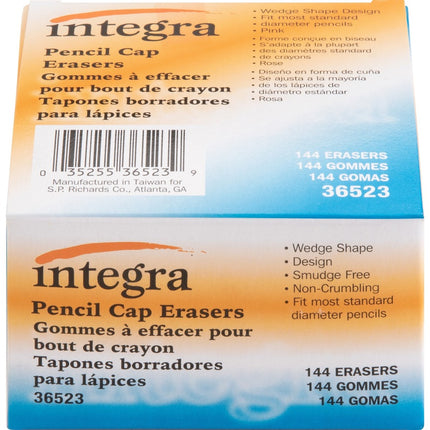 integra
Pencil Cap
Erasers
Gommes à effacer
pour bout de crayon
Tapones borradores
para lápices
• Wedge Shape Design
• Fit most standard
diameter pencils
• Pink
• Forme conçue en biseau
• S'adapte à la plupart
des diamètres standard
de crayons
• Rose
• Diseño en forma de cuña
• Se ajusta a la mayoría
de los lápices de
diámetro estándar
• Rosa
0 35255 36523 9
Manufactured in Taiwan for
S.P. Richards Co., Atlanta, GA
144 ERASERS
144 GOMMES
144 GOMAS
36523
integra
Pencil Cap Erasers
Gommes à effacer pour
bout de crayon
Tapones borradores
para lápices
36523
• Wedge Shape
• Design
• Smudge Free
• Non-Crumbling
• Fit most standard
diameter pencils
144 ERASERS
144 GOMMES
144 GOMAS